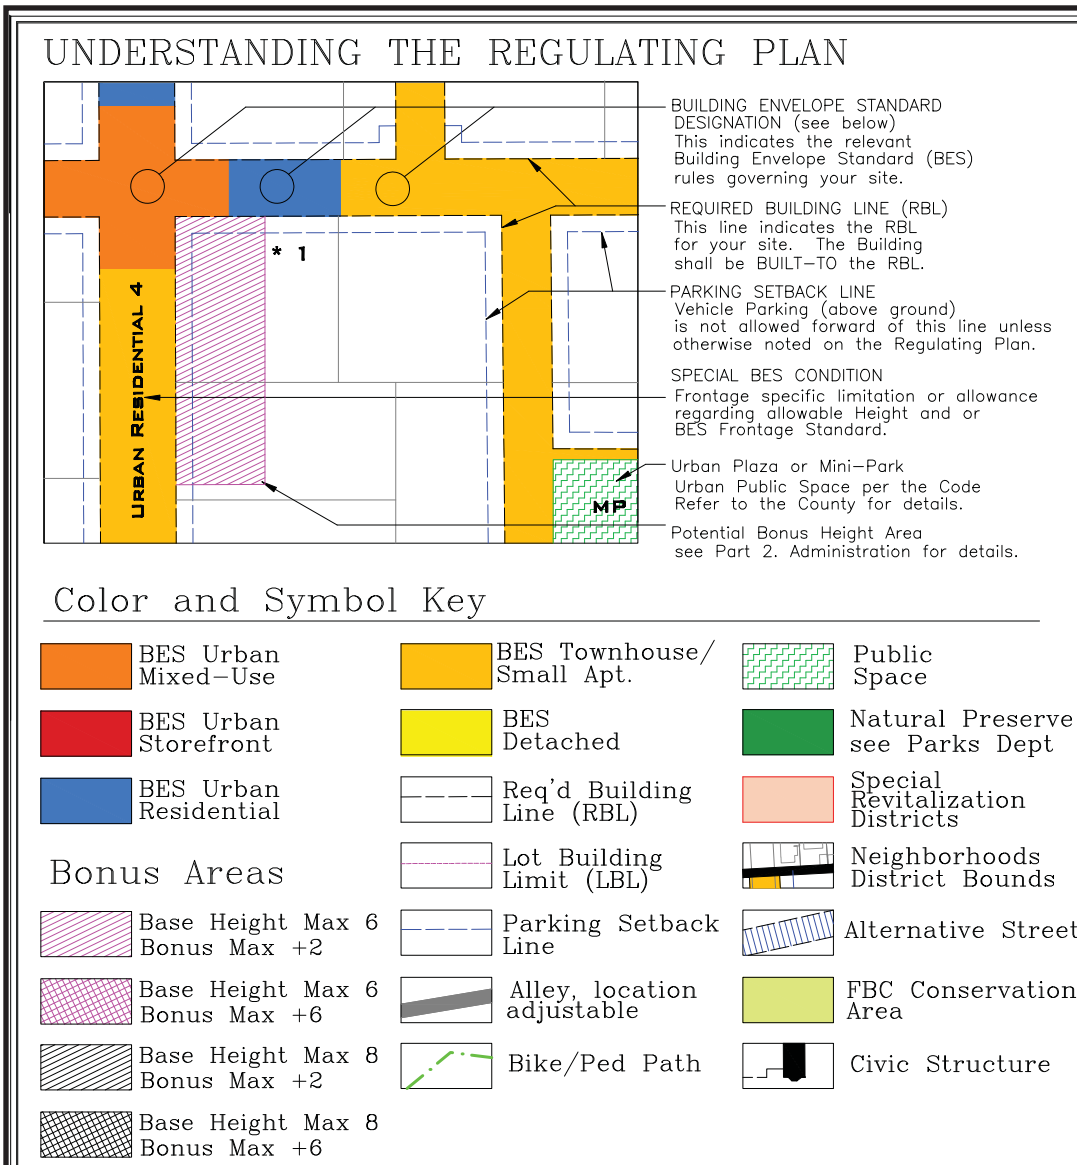 UNDERSTANDING THE REGULATING PLAN
BUILDING ENVELOPE STANDARD
DESIGNATION (see below)
This indicates the relevant
Building Envelope Standard (BES)
rules governing your site.
REQUIRED BUILDING LINE (RBL)
This line indicates the RBL
for your site. The Building
shall be BUILT-TO the RBL.
PARKING SETBACK LINE
Vehicle Parking (above ground)
is not allowed forward of this line unless
otherwise noted on the Regulating Plan.
SPECIAL BES CONDITION
Frontage specific limitation or allowance
regarding allowable Height and or
BES Frontage Standard.
Urban Plaza or Mini-Park
Urban Public Space per the Code
Refer to the County for details.
Potential Bonus Height Area
see Part 2. Administration for details.
* 1
URBAN RESIDENTIAL 4
MP
Color and Symbol Key
BES Urban
Mixed-Use
BES Urban
Storefront
BES Urban
Residential
Bonus Areas
Base Height Max 6
Bonus Max +2
Base Height Max 6
Bonus Max +6
Base Height Max 8
Bonus Max +2
Base Height Max 8
Bonus Max +6
BES Townhouse/
Small Apt.
BES
Detached
Req'd Building
Line (RBL)
Lot Building
Limit (LBL)
Parking Setback
Line
Alley, location
adjustable
Bike/Ped Path
Public
Space
Natural Preserve
see Parks Dept
Special
Revitalization
Districts
Neighborhoods
District Bounds
Alternative Street
FBC Conservation
Area
Civic Structure